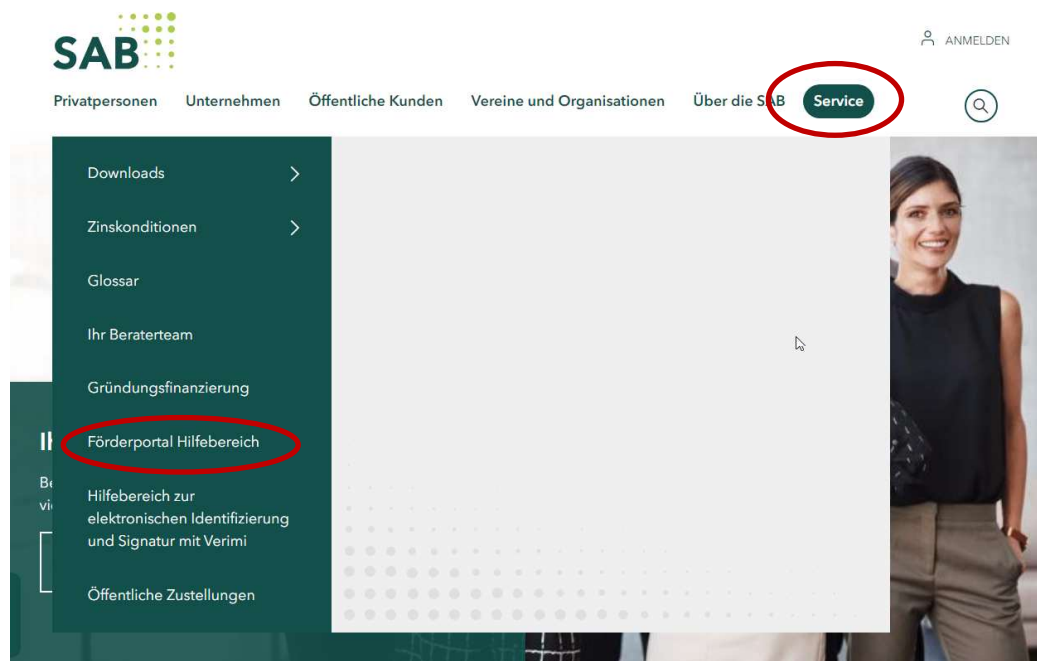 SAB
ANMELDEN
Privatpersonen Unternehmen Öffentliche Kunden Vereine und Organisationen Über die SAB Service
Downloads
Zinskonditionen
Glossar
Ihr Beraterteam
Gründungsfinanzierung
Förderportal Hilfebereich
Hilfebereich zur
elektronischen Identifizierung
und Signatur mit Verimi
Öffentliche Zustellungen